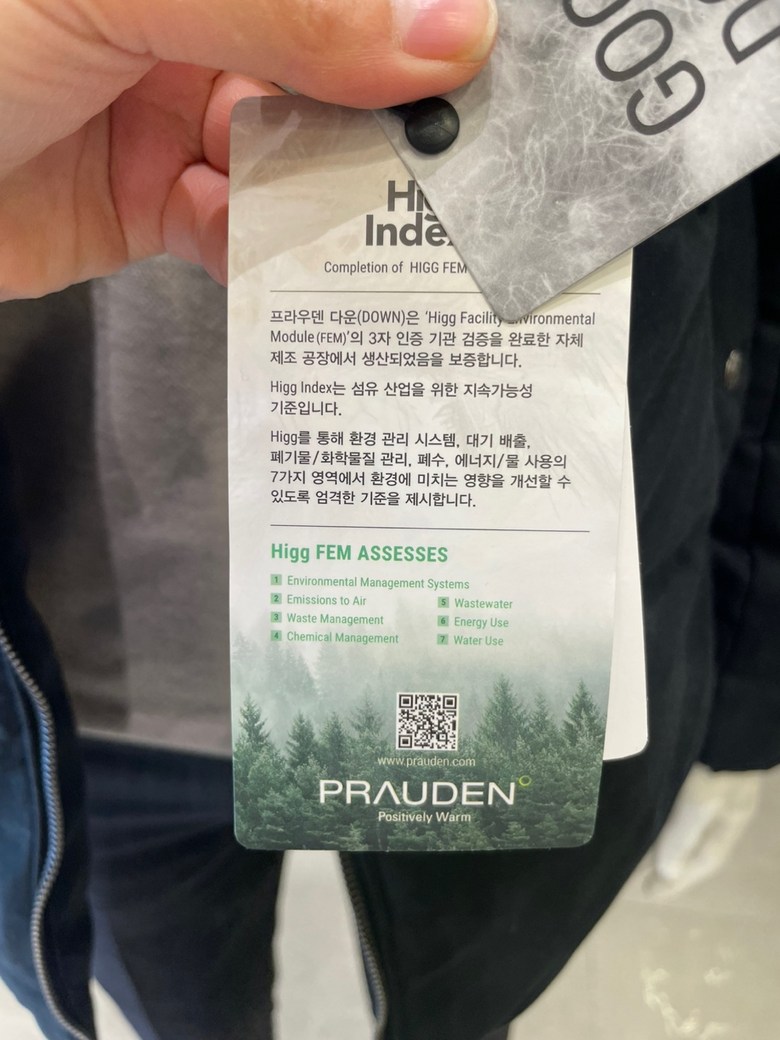 GOO
Hig
Inde
Completion of HIGG FEM
프라우덴 다운(DOWN)은 ‘Higg Facility Environmental
Module(FEM)’의 3자 인증 기관 검증을 완료한 자체
제조 공장에서 생산되었음을 보증합니다.
Higg Index는 섬유 산업을 위한 지속가능성
기준입니다.
Higg를 통해 환경 관리 시스템, 대기 배출,
폐기물/화학물질 관리, 폐수, 에너지/물 사용의
7가지 영역에서 환경에 미치는 영향을 개선할 수
있도록 엄격한 기준을 제시합니다.
Higg FEM ASSESSES
1 Environmental Management Systems
2 Emissions to Air
3 Waste Management
4 Chemical Management
5 Wastewater
6 Energy Use
7 Water Use
www.prauden.com
PRAUDEN
Positively Warm